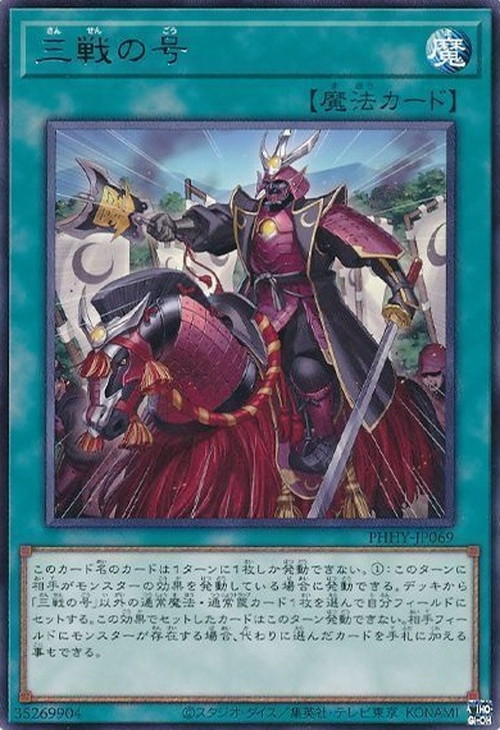 三戦の号
魔
【魔法カード】
PHHY-JP069
このカード名のカードは１ターンに１枚しか発動できない。①：このターンに
相手がモンスターの効果を発動している場合に発動できる。デッキから
「三戦の号」以外の通常魔法・通常罠カード１枚を選んで自分フィールドに
セットする。この効果でセットしたカードはこのターン発動できない。相手フィー
ルドにモンスターが存在する場合、代わりに選んだカードを手札に加える
事もできる。
35269904 ©スタジオ・ダイス／集英社・テレビ東京 KONAMI